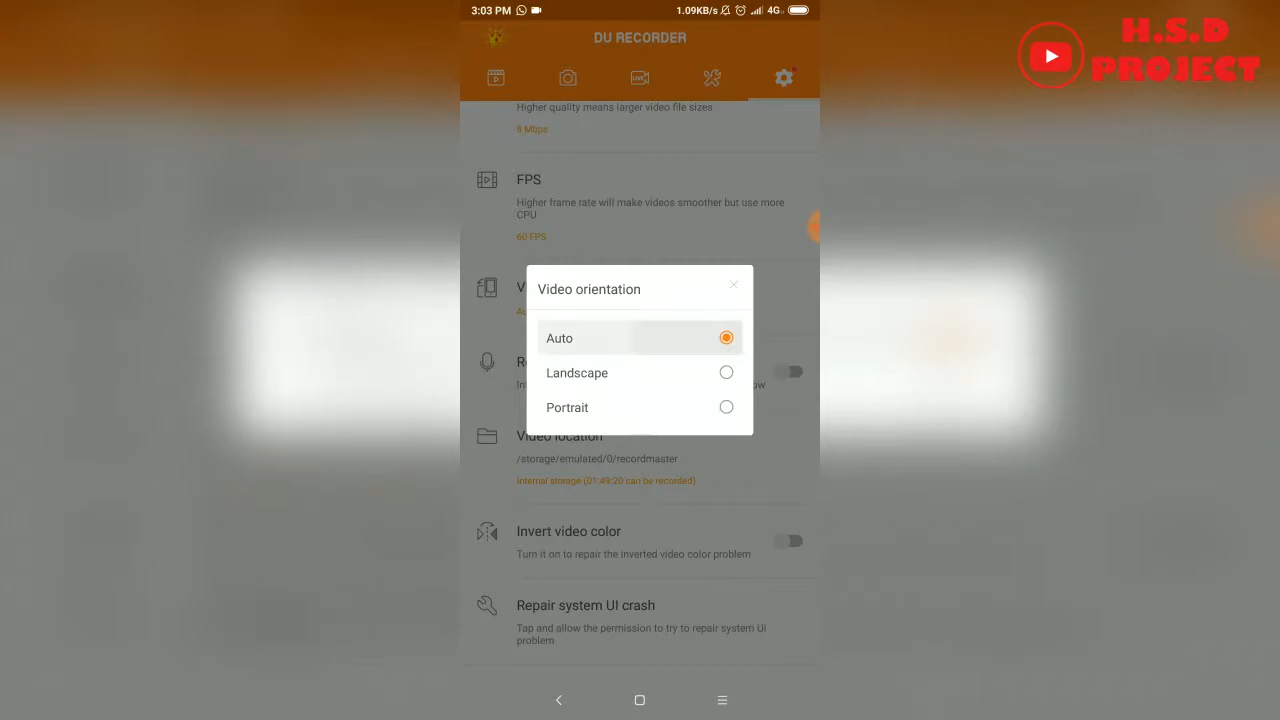 3:03 PM
1.09KB/s 4G
H.S.D
PROJECT
DU RECORDER
LIVE
Higher quality means larger video file sizes
8 Mbps
FPS
Higher frame rate will make videos smoother but use more
CPU
60 FPS
Video orientation
Auto
Landscape
Portrait
Video location
/storage/emulated/0/recordmaster
Internal storage (01:49:20 can be recorded)
Invert video color
Turn it on to repair the inverted video color problem
Repair system UI crash
Tap and allow the permission to try to repair system UI
problem